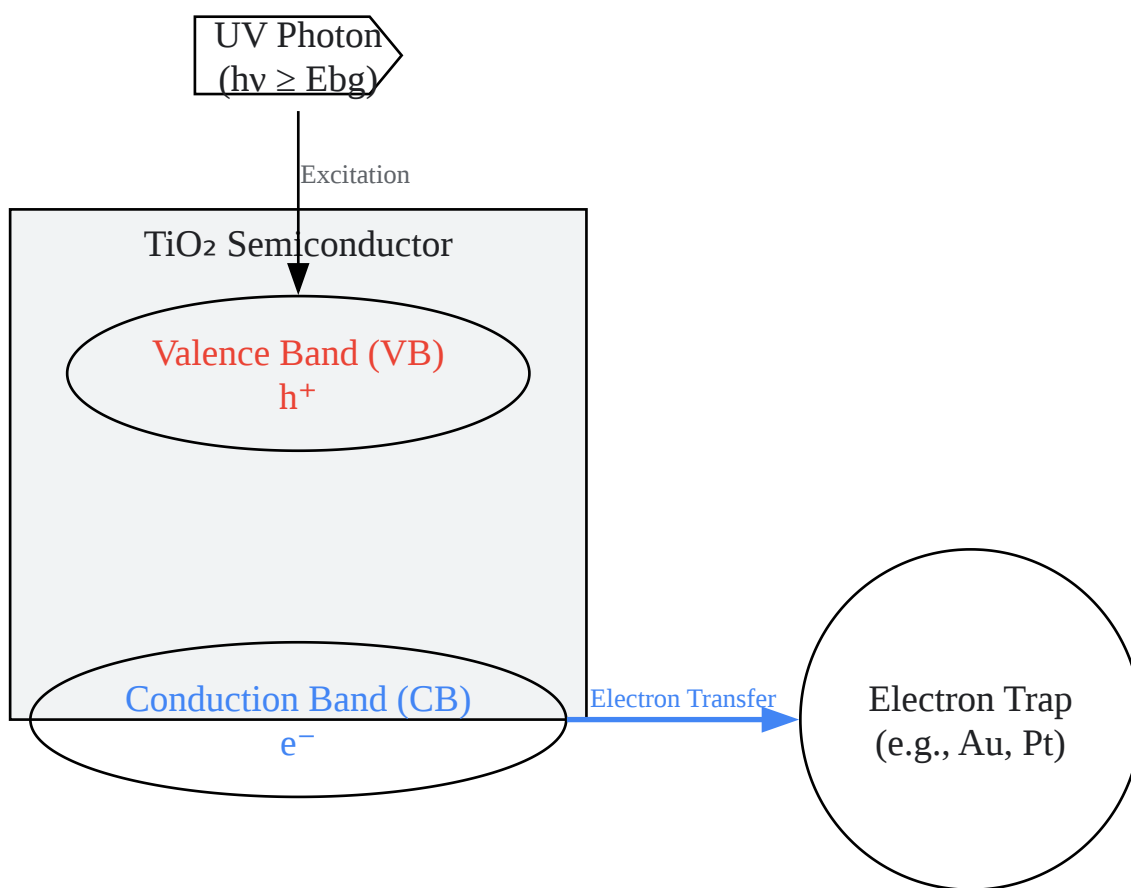 UV Photon
(hν ≥ Ebg)
Excitation
TiO₂ Semiconductor
Valence Band (VB)
h⁺
Conduction Band (CB)
e⁻
Electron Transfer
Electron Trap
(e.g., Au, Pt)